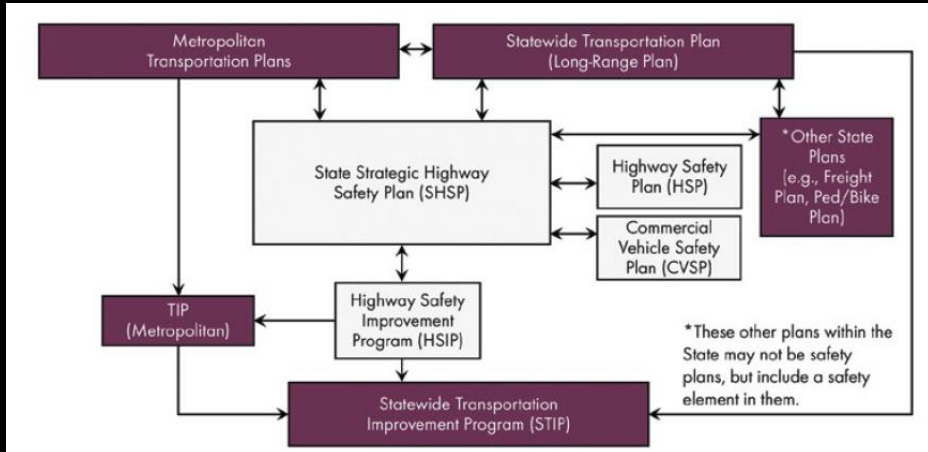 Metropolitan
Transportation Plans
Statewide Transportation Plan
(Long-Range Plan)
State Strategic Highway
Safety Plan (SHSP)
Highway Safety
Plan (HSP)
Commercial
Vehicle Safety
Plan (CVSP)
*Other State
Plans
(e.g., Freight
Plan, Ped/Bike
Plan)
TIP
(Metropolitan)
Highway Safety
Improvement
Program (HSIP)
*These other plans within the
State may not be safety
plans, but include a safety
element in them.
Statewide Transportation
Improvement Program (STIP)